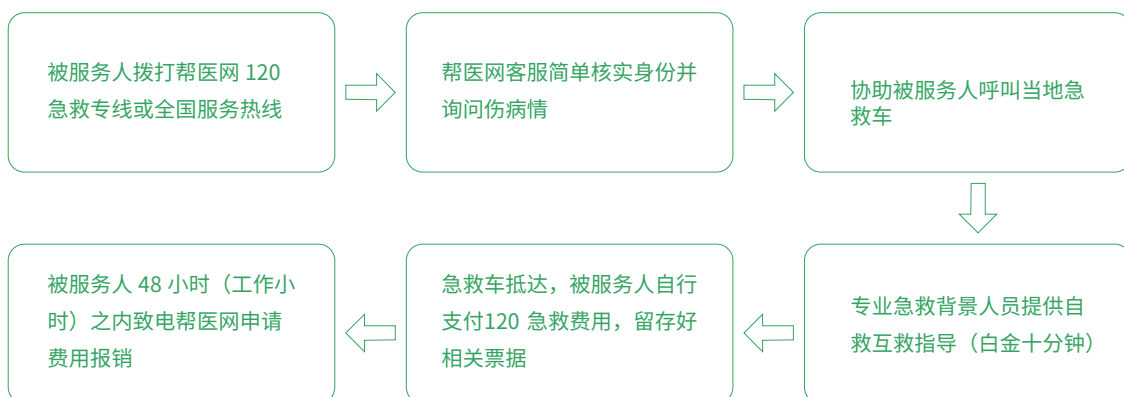 被服务人拨打帮医网 120
急救专线或全国服务热线
帮医网客服简单核实身份并
询问伤病情
协助被服务人呼叫当地急
救车
专业急救背景人员提供自
救互救指导（白金十分钟）
急救车抵达，被服务人自行
支付120 急救费用，留存好
相关票据
被服务人 48 小时（工作小
时）之内致电帮医网申请
费用报销